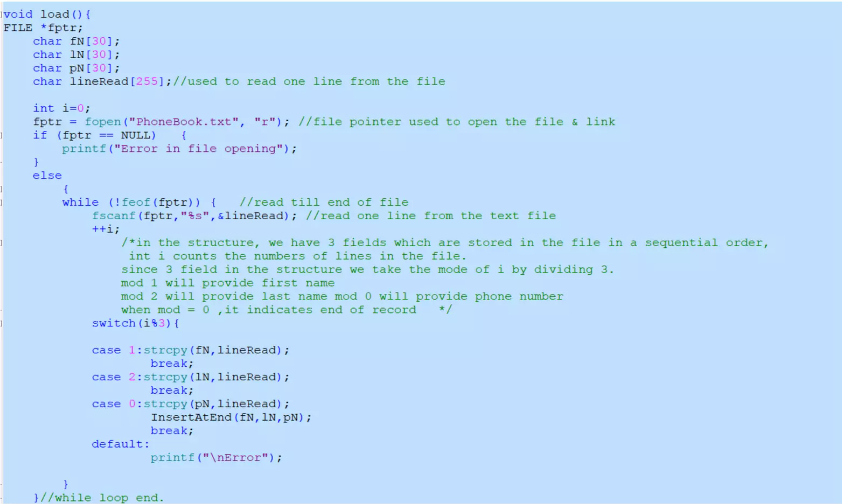 void load(){
FILE *fptr;
    char fN[30];
    char lN[30];
    char pN[30];
    char lineRead[255];//used to read one line from the file

    int i=0;
    fptr = fopen("PhoneBook.txt", "r"); //file pointer used to open the file & link
    if (fptr == NULL)   {
        printf("Error in file opening");
    }
    else
        {
        while (!feof(fptr)) {   //read till end of file
            fscanf(fptr,"%s",&lineRead); //read one line from the text file
            ++i;
                /*in the structure, we have 3 fields which are stored in the file in a sequential order,
                 int i counts the numbers of lines in the file.
                since 3 field in the structure we take the mode of i by dividing 3.
                mod 1 will provide first name
                mod 2 will provide last name mod 0 will provide phone number
                when mod = 0 ,it indicates end of record   */
            switch(i%3){

            case 1:strcpy(fN,lineRead);
                    break;
            case 2:strcpy(lN,lineRead);
                    break;
            case 0:strcpy(pN,lineRead);
                    InsertAtEnd(fN,lN,pN);
                    break;
            default:
                    printf("\nError");

        }
    }//while loop end.